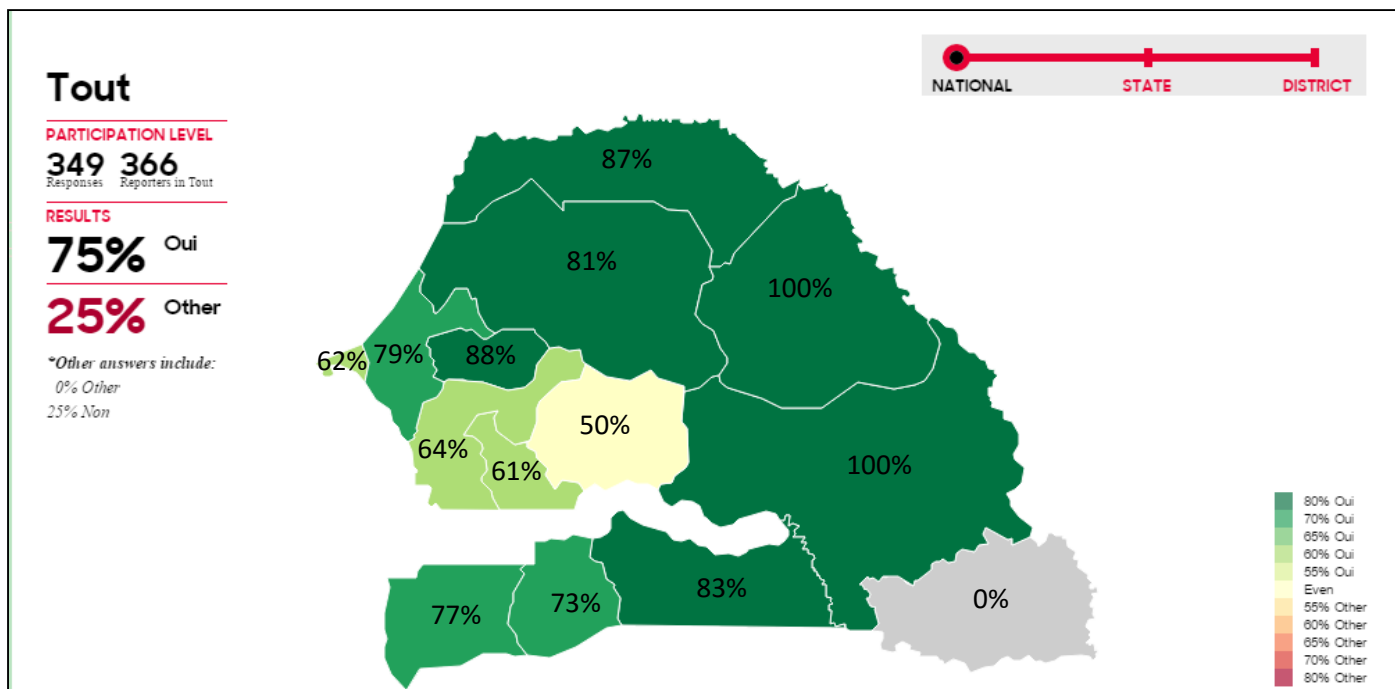 Tout
PARTICIPATION LEVEL
349 366
Responses Reporters in Tout
RESULTS
75% Oui
25% Other
*Other answers include:
0% Other
25% Non
NATIONAL STATE DISTRICT
87%
81%
100%
62%
79%
88%
50%
64%
61%
100%
77%
73%
83%
0%
80% Oui
70% Oui
65% Oui
60% Oui
55% Oui
Even
55% Other
60% Other
65% Other
70% Other
80% Other